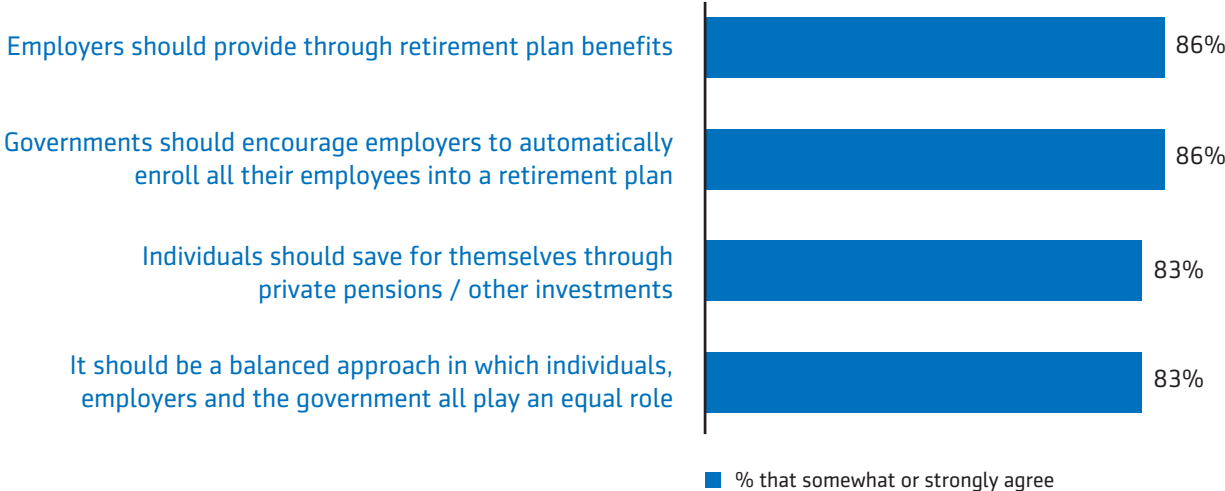 Employers should provide through retirement plan benefits
86%
Governments should encourage employers to automatically
enroll all their employees into a retirement plan
86%
Individuals should save for themselves through
private pensions / other investments
83%
It should be a balanced approach in which individuals,
employers and the government all play an equal role
83%
% that somewhat or strongly agree